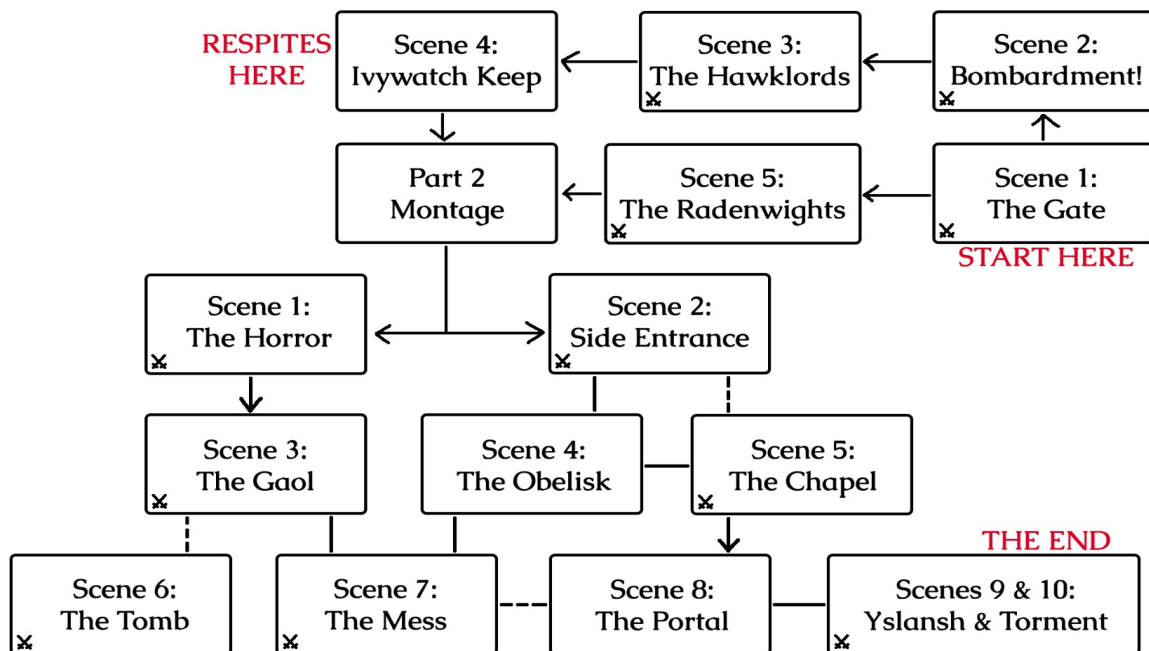 RESPITES
HERE
Scene 4:
Ivywatch Keep
Scene 3:
The Hawklords
Scene 2:
Bombardment!
Part 2
Montage
Scene 5:
The Radenwights
Scene 1:
The Gate
START HERE
Scene 1:
The Horror
Scene 2:
Side Entrance
Scene 3:
The Gaol
Scene 4:
The Obelisk
Scene 5:
The Chapel
THE END
Scene 6:
The Tomb
Scene 7:
The Mess
Scene 8:
The Portal
Scenes 9 & 10:
Yslansh & Torment